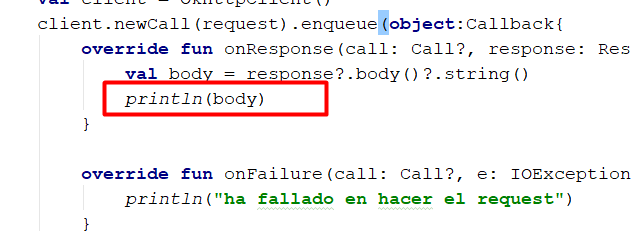 val client = OkHttpClient()
client.newCall(request).enqueue(object:Callback{
override fun onResponse(call: Call?, response: Res
val body = response?.body()?.string()
println(body)
}
override fun onFailure(call: Call?, e: IOException
println("ha fallado en hacer el request")
}